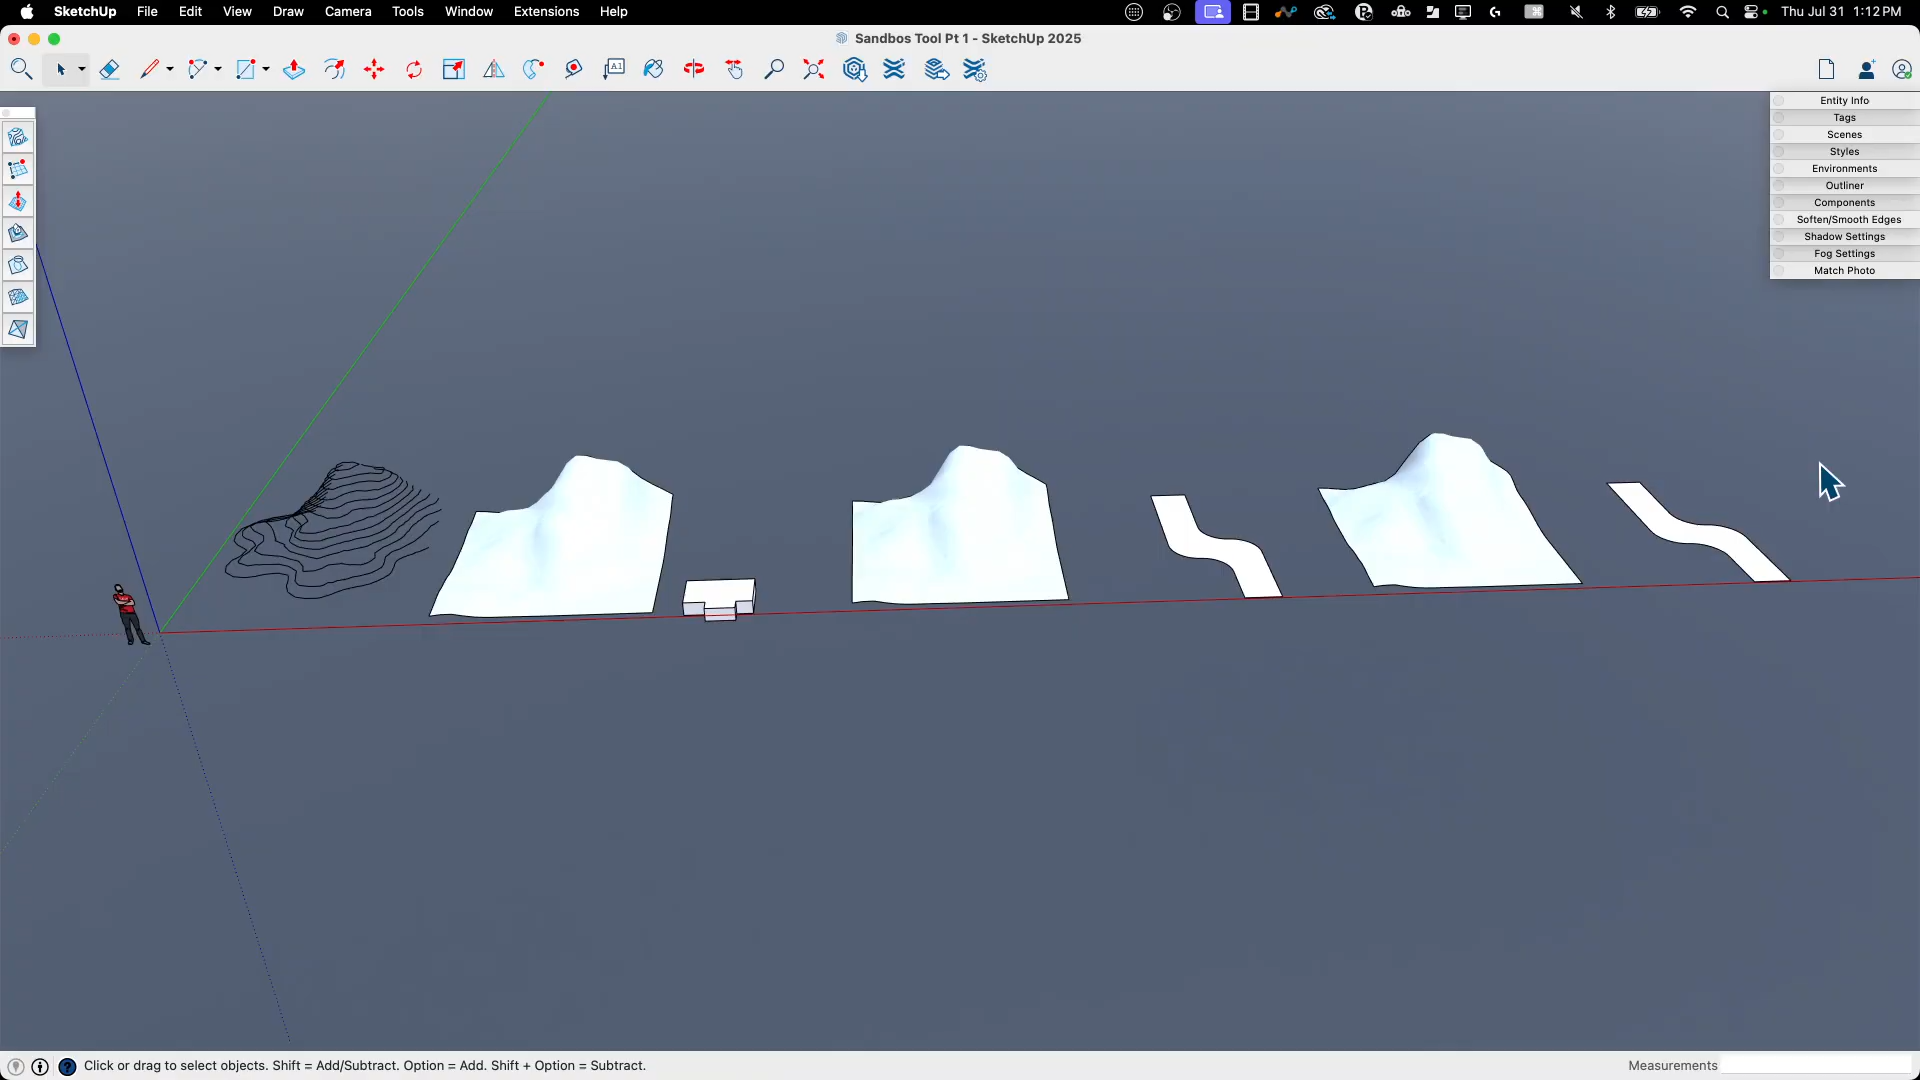 SketchUp File Edit View Draw Camera Tools Window Extensions Help Thu Jul 31 1:12 PM
Sandbos Tool Pt 1 - SketchUp 2025
A1
Entity Info
Tags
Scenes
Styles
Environments
Outliner
Components
Soften/Smooth Edges
Shadow Settings
Fog Settings
Match Photo
Click or drag to select objects. Shift = Add/Subtract. Option = Add. Shift + Option = Subtract. Measurements